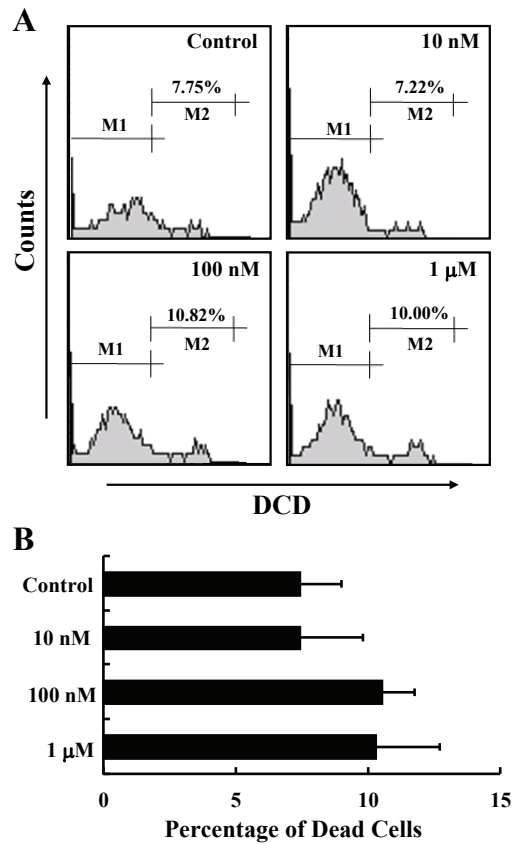 A
Control
7.75%
M1
M2
10 nM
7.22%
M1
M2
Counts
100 nM
10.82%
M1
M2
1 μM
10.00%
M1
M2
DCD
B
Control
10 nM
100 nM
1 μM
0 5 10 15
Percentage of Dead Cells